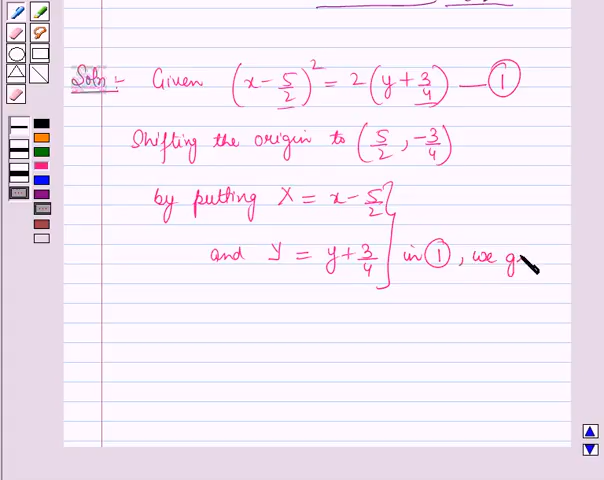 Soln :- Given (x - 5/2)² = 2(y + 3/4) — ①
Shifting the origin to (5/2, -3/4)
by putting X = x - 5/2
and Y = y + 3/4 } in ①, we g